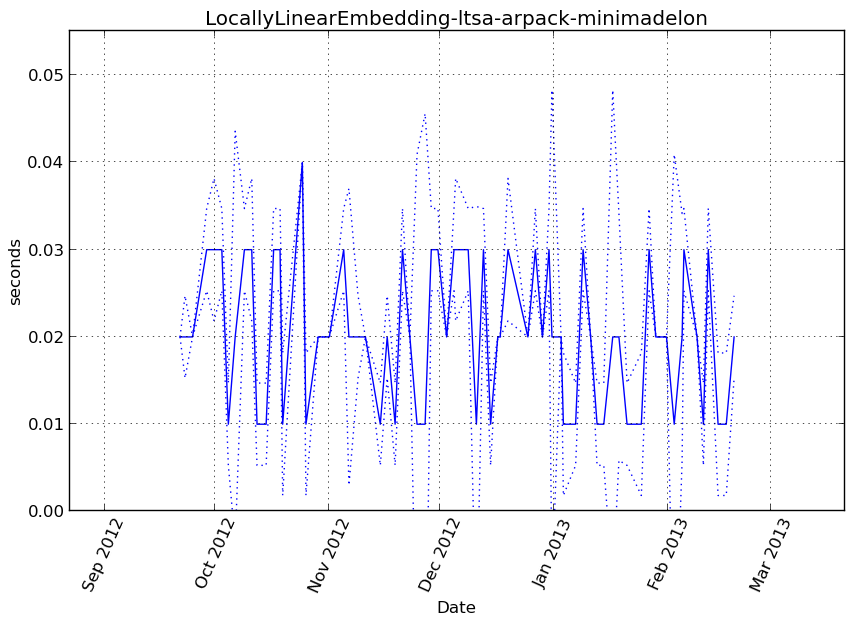 LocallyLinearEmbedding-ltsa-arpack-minimadelon
0.05
0.04
0.03
0.02
0.01
0.00
seconds
Sep 2012
Oct 2012
Nov 2012
Dec 2012
Jan 2013
Feb 2013
Mar 2013
Date